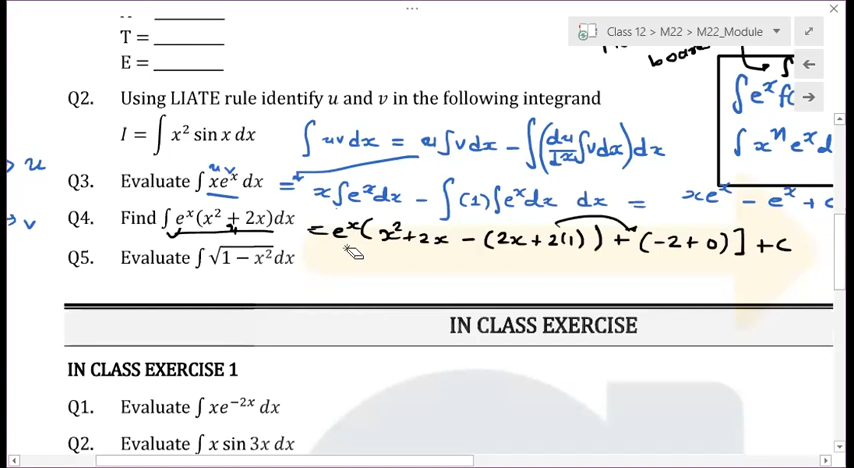 Class 12 > M22 > M22_Module
T = ________
E = ________
Q2. Using LIATE rule identify u and v in the following integrand
I = ∫ x² sin x dx
∫ uv dx = u ∫ v dx − ∫ (du/dx ∫ v dx) dx
∫ xⁿ eˣ d
u
u v
Q3. Evaluate ∫ xeˣ dx = x ∫ eˣ dx − ∫ (1) ∫ eˣ dx dx = xeˣ − eˣ + c
v
Q4. Find ∫ eˣ(x² + 2x)dx = eˣ( x² + 2x − (2x + 2(1)) + (−2 + 0) ] + c
Q5. Evaluate ∫ √1 − x² dx
IN CLASS EXERCISE
IN CLASS EXERCISE 1
Q1. Evaluate ∫ xe⁻²ˣ dx
Q2. Evaluate ∫ x sin 3x dx